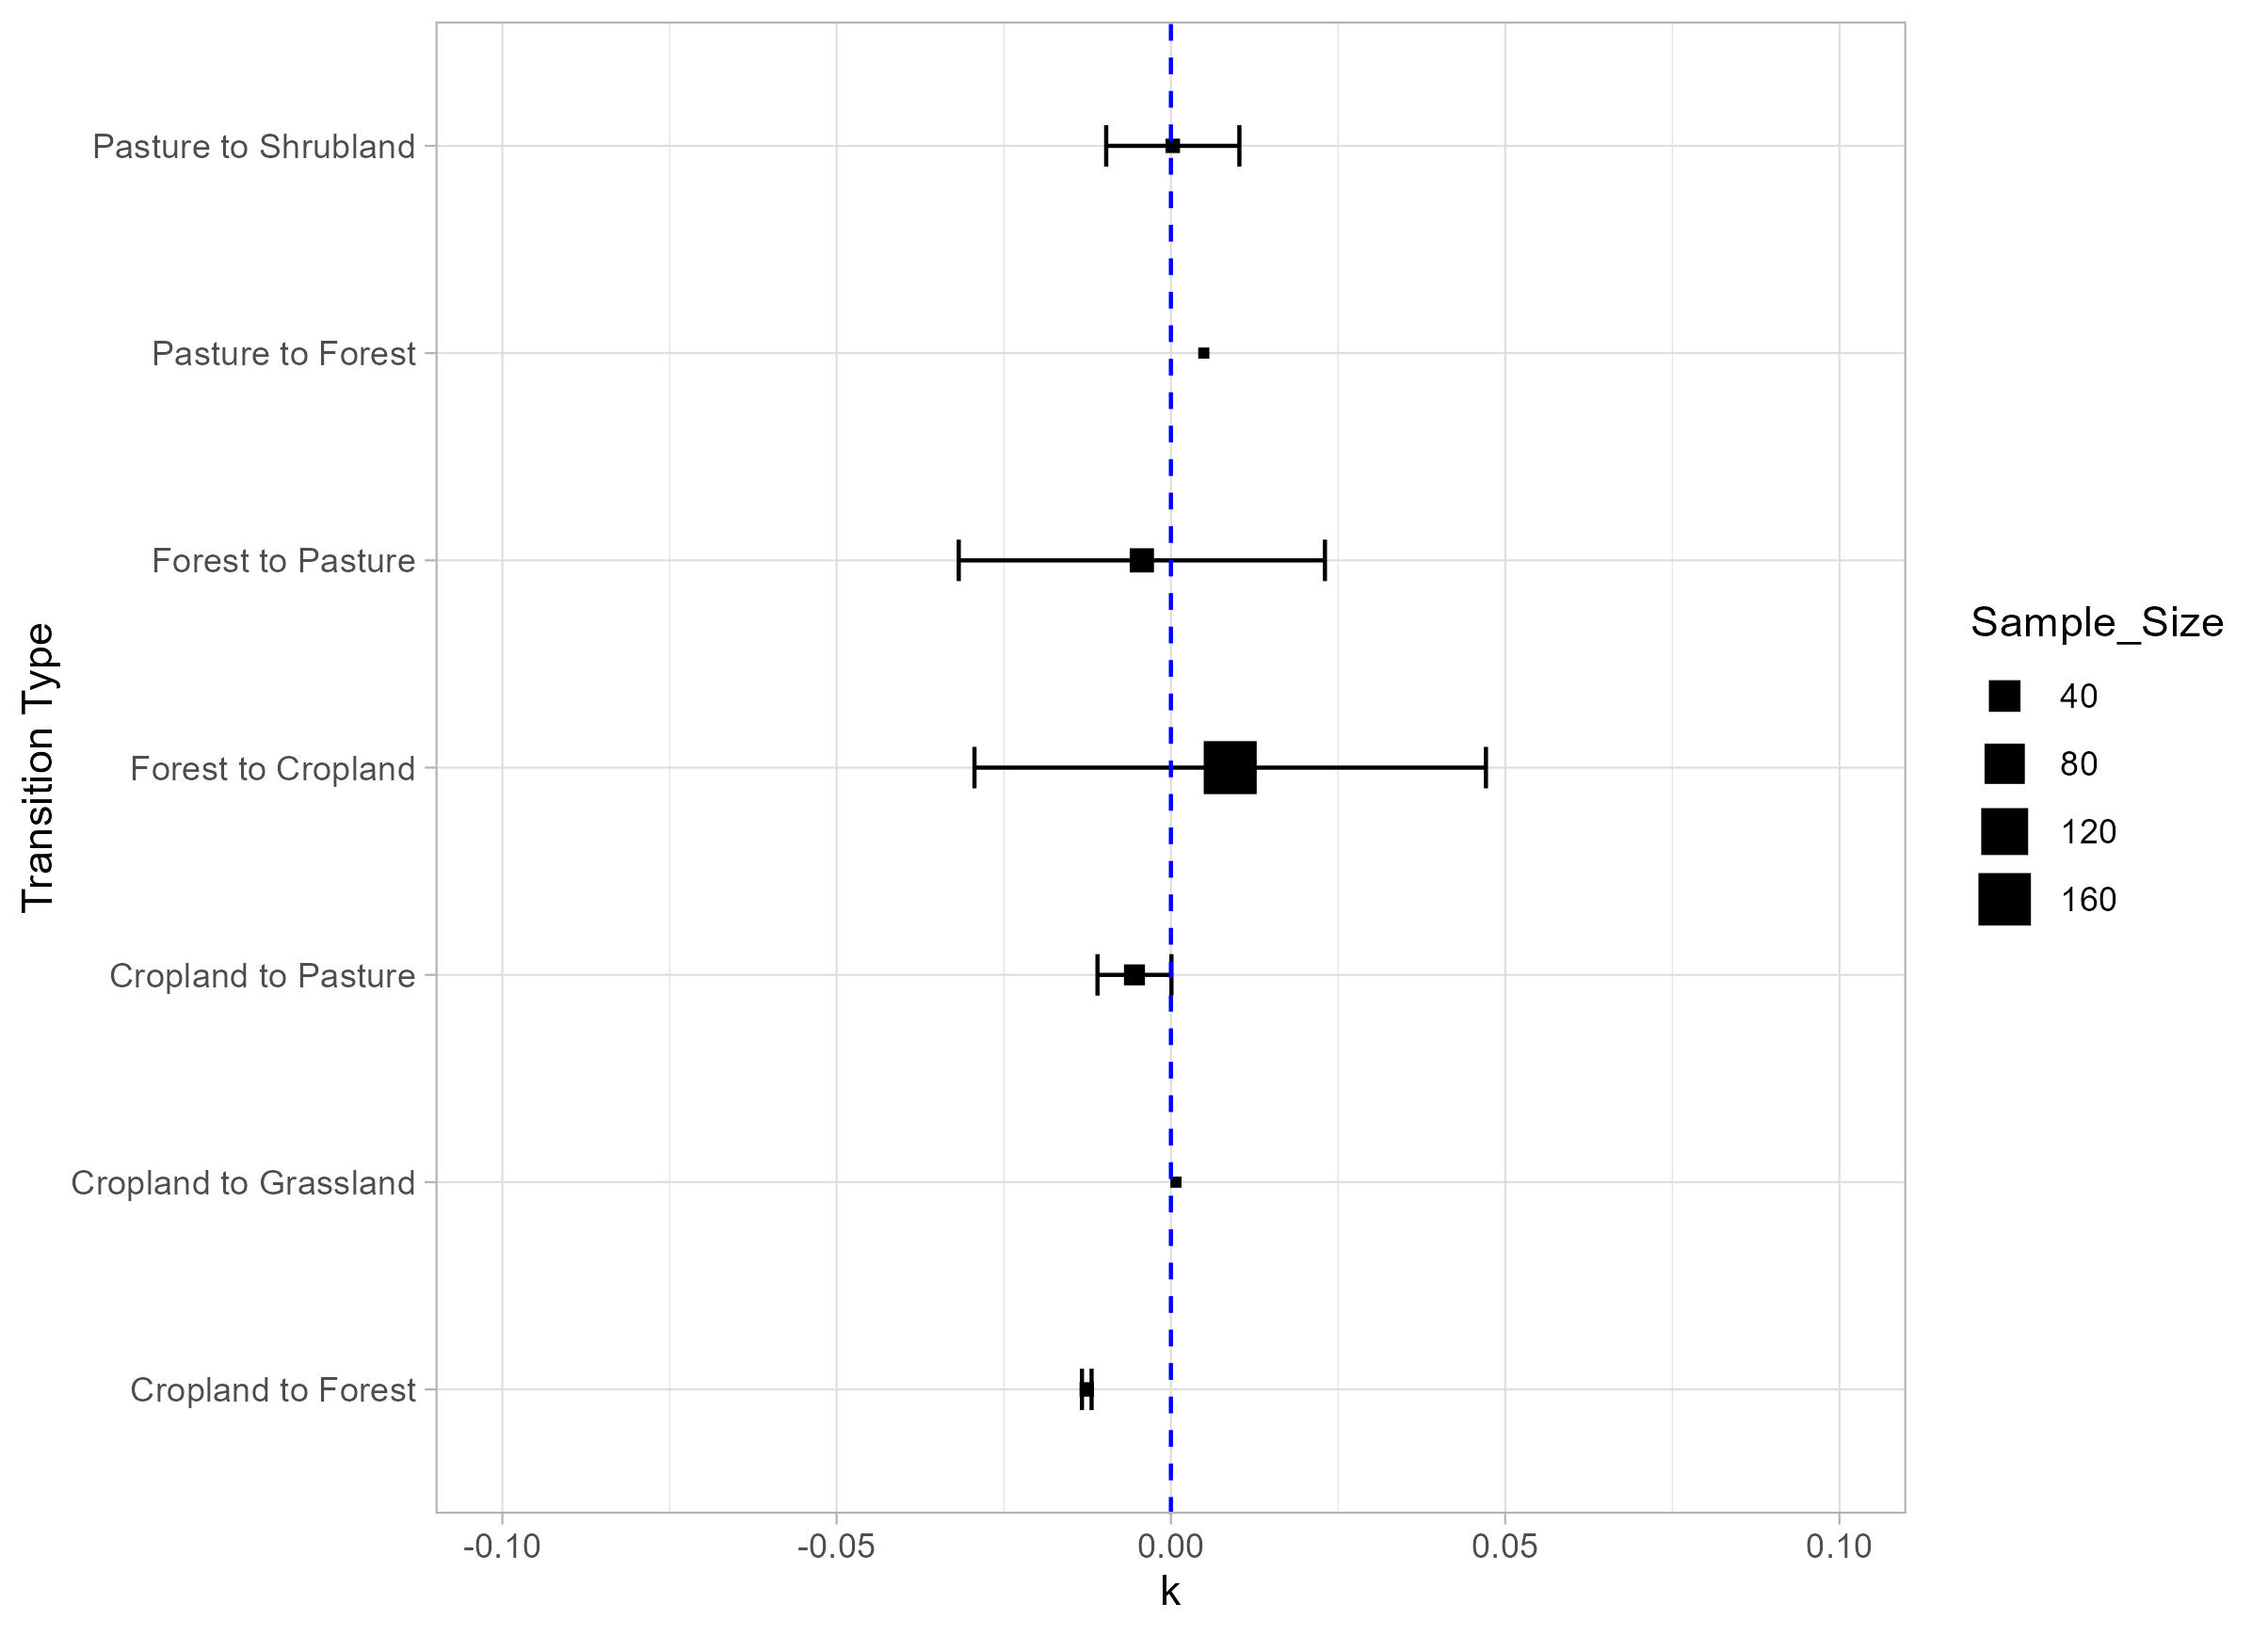 Transition Type
Pasture to Shrubland
Pasture to Forest
Forest to Pasture
Forest to Cropland
Cropland to Pasture
Cropland to Grassland
Cropland to Forest
-0.10 -0.05 0.00 0.05 0.10
k
Sample_Size
40
80
120
160